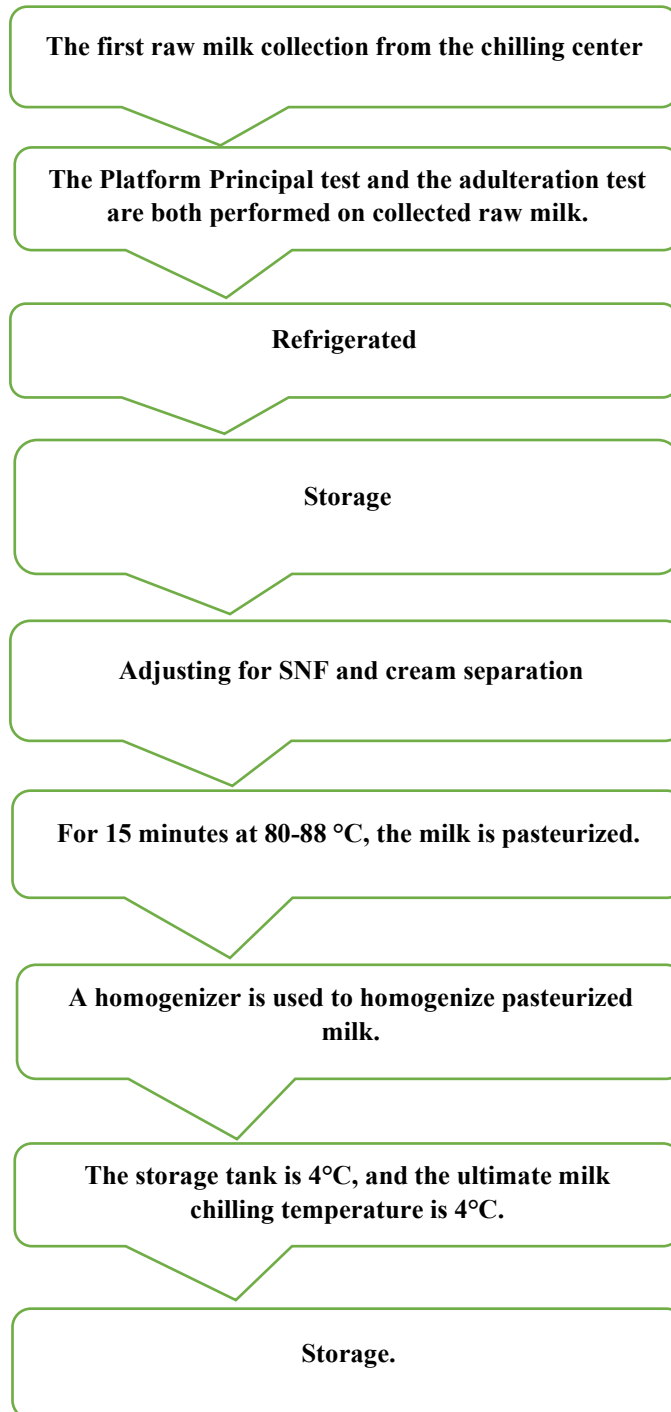 The first raw milk collection from the chilling center
The Platform Principal test and the adulteration test
are both performed on collected raw milk.
Refrigerated
Storage
Adjusting for SNF and cream separation
For 15 minutes at 80-88 °C, the milk is pasteurized.
A homogenizer is used to homogenize pasteurized
milk.
The storage tank is 4°C, and the ultimate milk
chilling temperature is 4°C.
Storage.